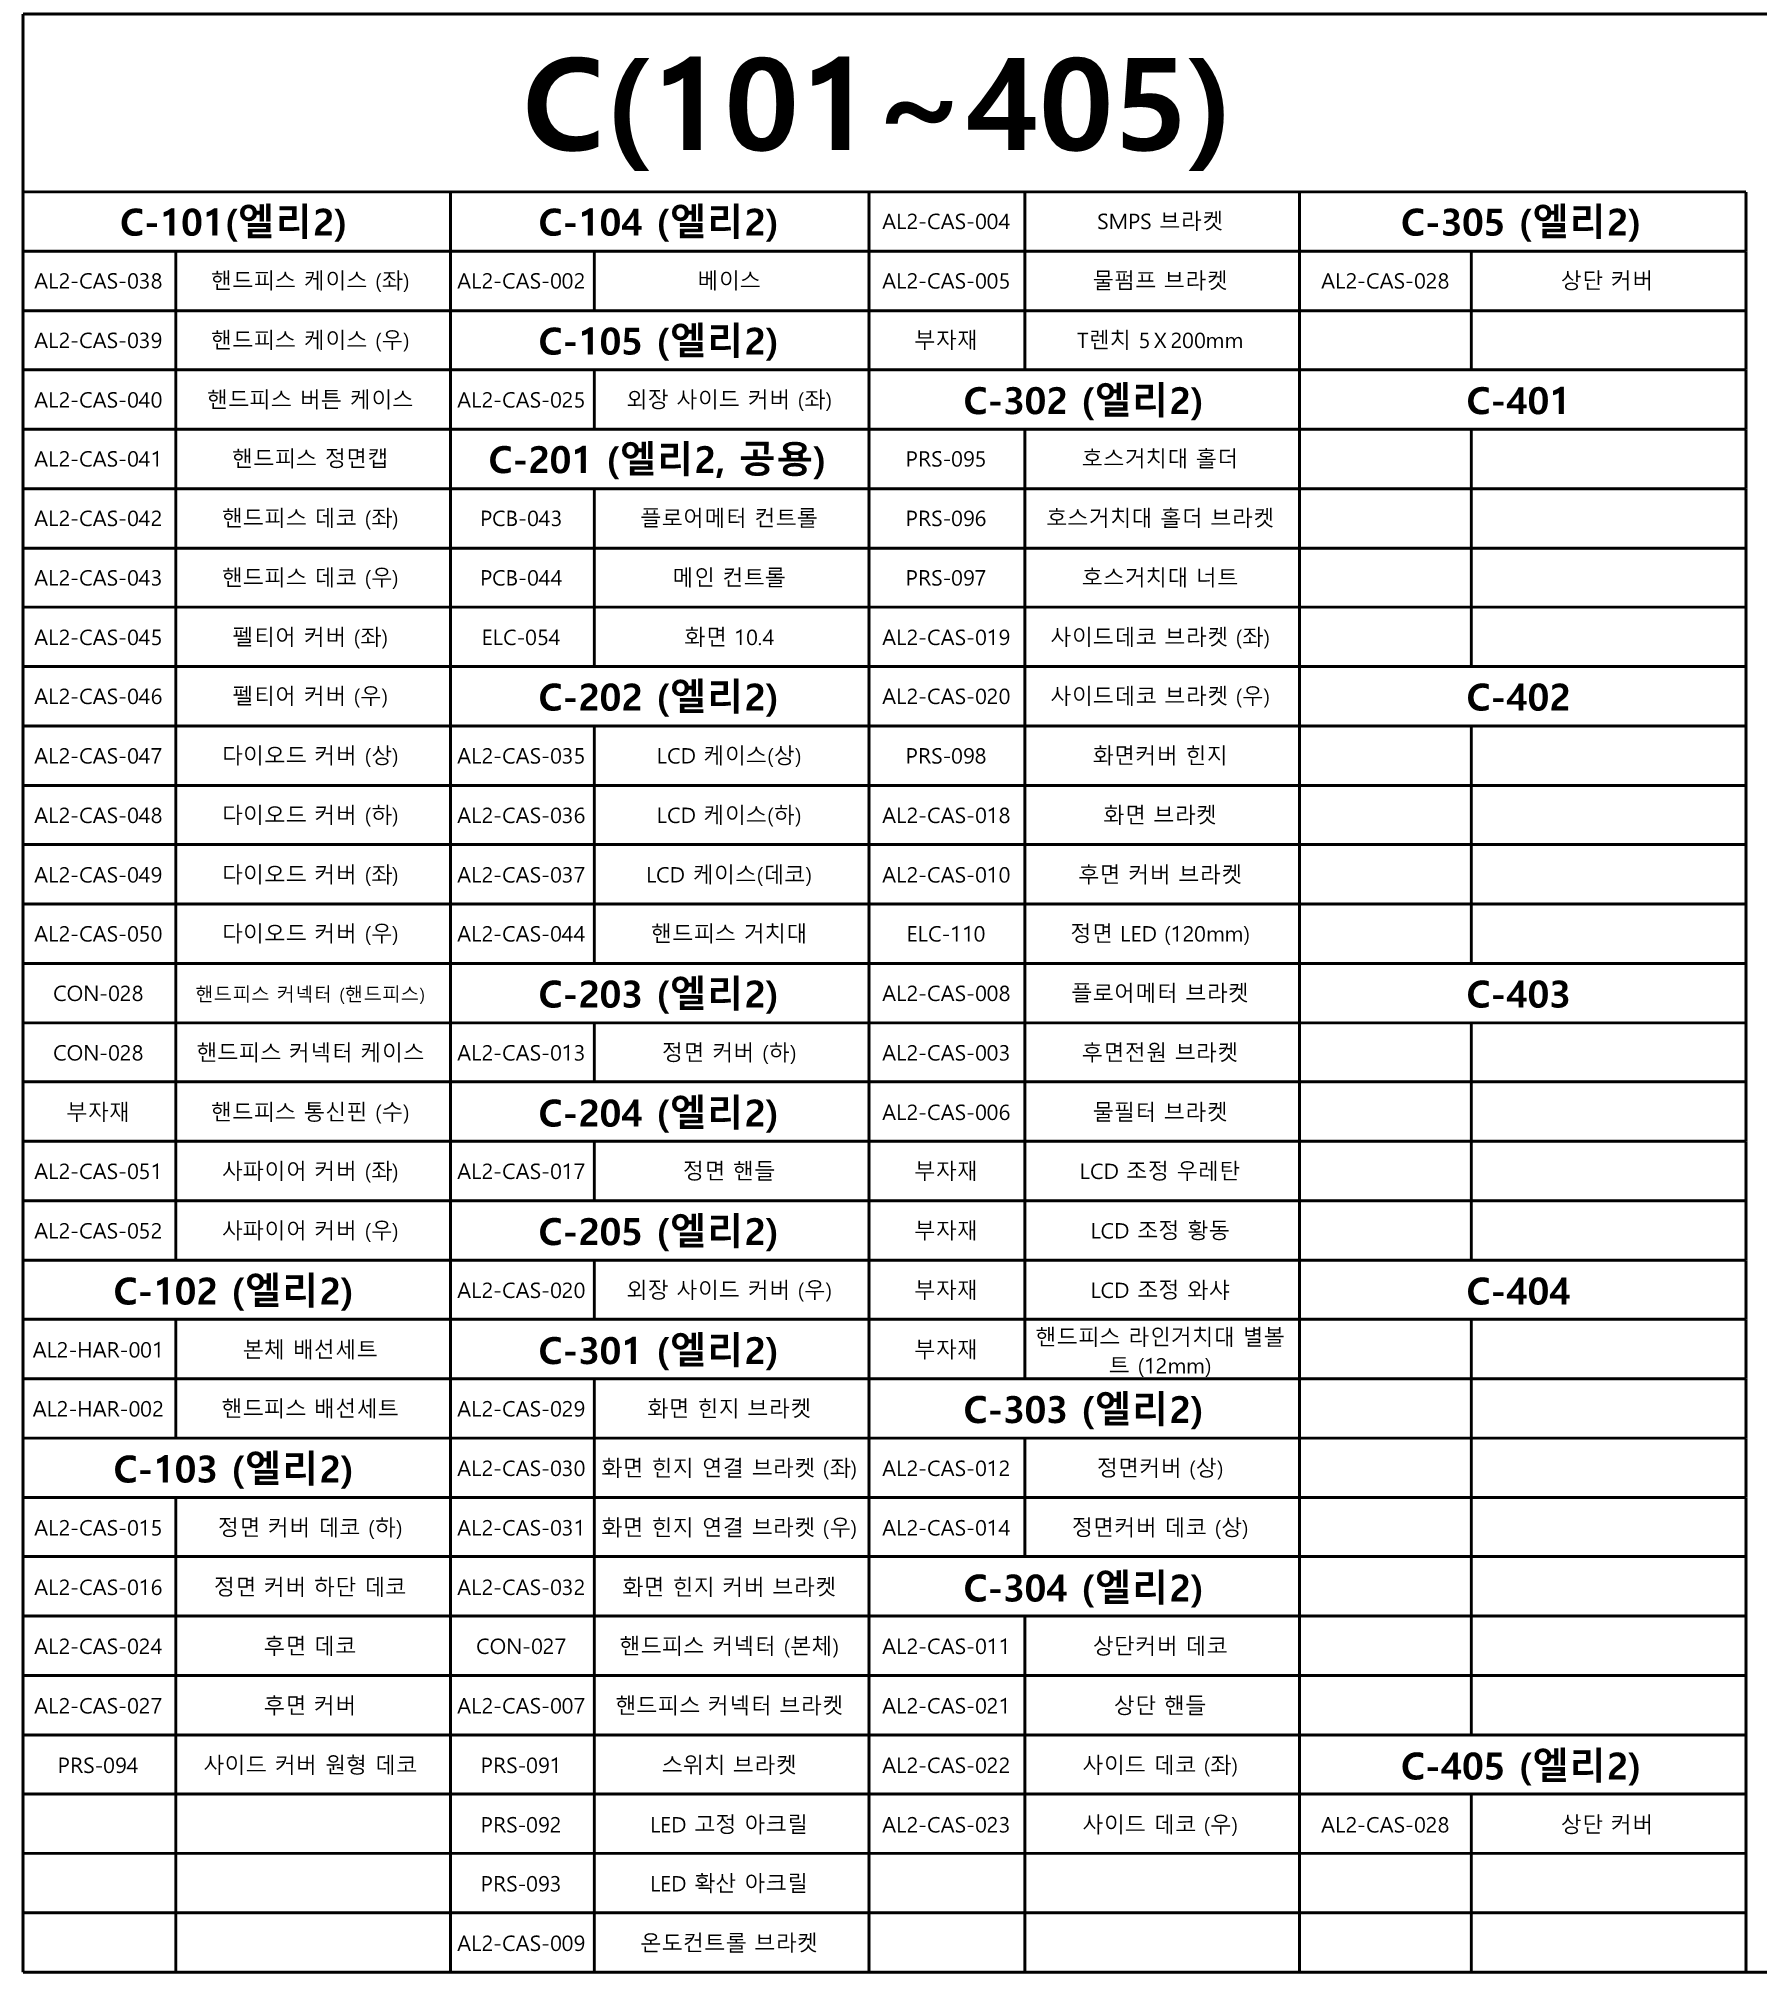 C(101~405)
C-101(엘리2)
AL2-CAS-038 핸드피스 케이스 (좌)
AL2-CAS-039 핸드피스 케이스 (우)
AL2-CAS-040 핸드피스 버튼 케이스
AL2-CAS-041 핸드피스 정면캡
AL2-CAS-042 핸드피스 데코 (좌)
AL2-CAS-043 핸드피스 데코 (우)
AL2-CAS-045 펠티어 커버 (좌)
AL2-CAS-046 펠티어 커버 (우)
AL2-CAS-047 다이오드 커버 (상)
AL2-CAS-048 다이오드 커버 (하)
AL2-CAS-049 다이오드 커버 (좌)
AL2-CAS-050 다이오드 커버 (우)
CON-028 핸드피스 커넥터 (핸드피스)
CON-028 핸드피스 커넥터 케이스
부자재 핸드피스 통신핀 (수)
AL2-CAS-051 사파이어 커버 (좌)
AL2-CAS-052 사파이어 커버 (우)
C-102 (엘리2)
AL2-HAR-001 본체 배선세트
AL2-HAR-002 핸드피스 배선세트
C-103 (엘리2)
AL2-CAS-015 정면 커버 데코 (하)
AL2-CAS-016 정면 커버 하단 데코
AL2-CAS-024 후면 데코
AL2-CAS-027 후면 커버
PRS-094 사이드 커버 원형 데코
C-104 (엘리2)
AL2-CAS-002 베이스
C-105 (엘리2)
AL2-CAS-025 외장 사이드 커버 (좌)
C-201 (엘리2, 공용)
PCB-043 플로어메터 컨트롤
PCB-044 메인 컨트롤
ELC-054 화면 10.4
C-202 (엘리2)
AL2-CAS-035 LCD 케이스(상)
AL2-CAS-036 LCD 케이스(하)
AL2-CAS-037 LCD 케이스(데코)
AL2-CAS-044 핸드피스 거치대
C-203 (엘리2)
AL2-CAS-013 정면 커버 (하)
C-204 (엘리2)
AL2-CAS-017 정면 핸들
C-205 (엘리2)
AL2-CAS-020 외장 사이드 커버 (우)
C-301 (엘리2)
AL2-CAS-029 화면 힌지 브라켓
AL2-CAS-030 화면 힌지 연결 브라켓 (좌)
AL2-CAS-031 화면 힌지 연결 브라켓 (우)
AL2-CAS-032 화면 힌지 커버 브라켓
CON-027 핸드피스 커넥터 (본체)
AL2-CAS-007 핸드피스 커넥터 브라켓
PRS-091 스위치 브라켓
PRS-092 LED 고정 아크릴
PRS-093 LED 확산 아크릴
AL2-CAS-009 온도컨트롤 브라켓
AL2-CAS-004 SMPS 브라켓
AL2-CAS-005 물펌프 브라켓
부자재 T렌치 5X200mm
C-302 (엘리2)
PRS-095 호스거치대 홀더
PRS-096 호스거치대 홀더 브라켓
PRS-097 호스거치대 너트
AL2-CAS-019 사이드데코 브라켓 (좌)
AL2-CAS-020 사이드데코 브라켓 (우)
PRS-098 화면커버 힌지
AL2-CAS-018 화면 브라켓
AL2-CAS-010 후면 커버 브라켓
ELC-110 정면 LED (120mm)
AL2-CAS-008 플로어메터 브라켓
AL2-CAS-003 후면전원 브라켓
AL2-CAS-006 물필터 브라켓
부자재 LCD 조정 우레탄
부자재 LCD 조정 황동
부자재 LCD 조정 와샤
부자재 핸드피스 라인거치대 별볼
트 (12mm)
C-303 (엘리2)
AL2-CAS-012 정면커버 (상)
AL2-CAS-014 정면커버 데코 (상)
C-304 (엘리2)
AL2-CAS-011 상단커버 데코
AL2-CAS-021 상단 핸들
AL2-CAS-022 사이드 데코 (좌)
AL2-CAS-023 사이드 데코 (우)
C-305 (엘리2)
AL2-CAS-028 상단 커버
C-401
C-402
C-403
C-404
C-405 (엘리2)
AL2-CAS-028 상단 커버